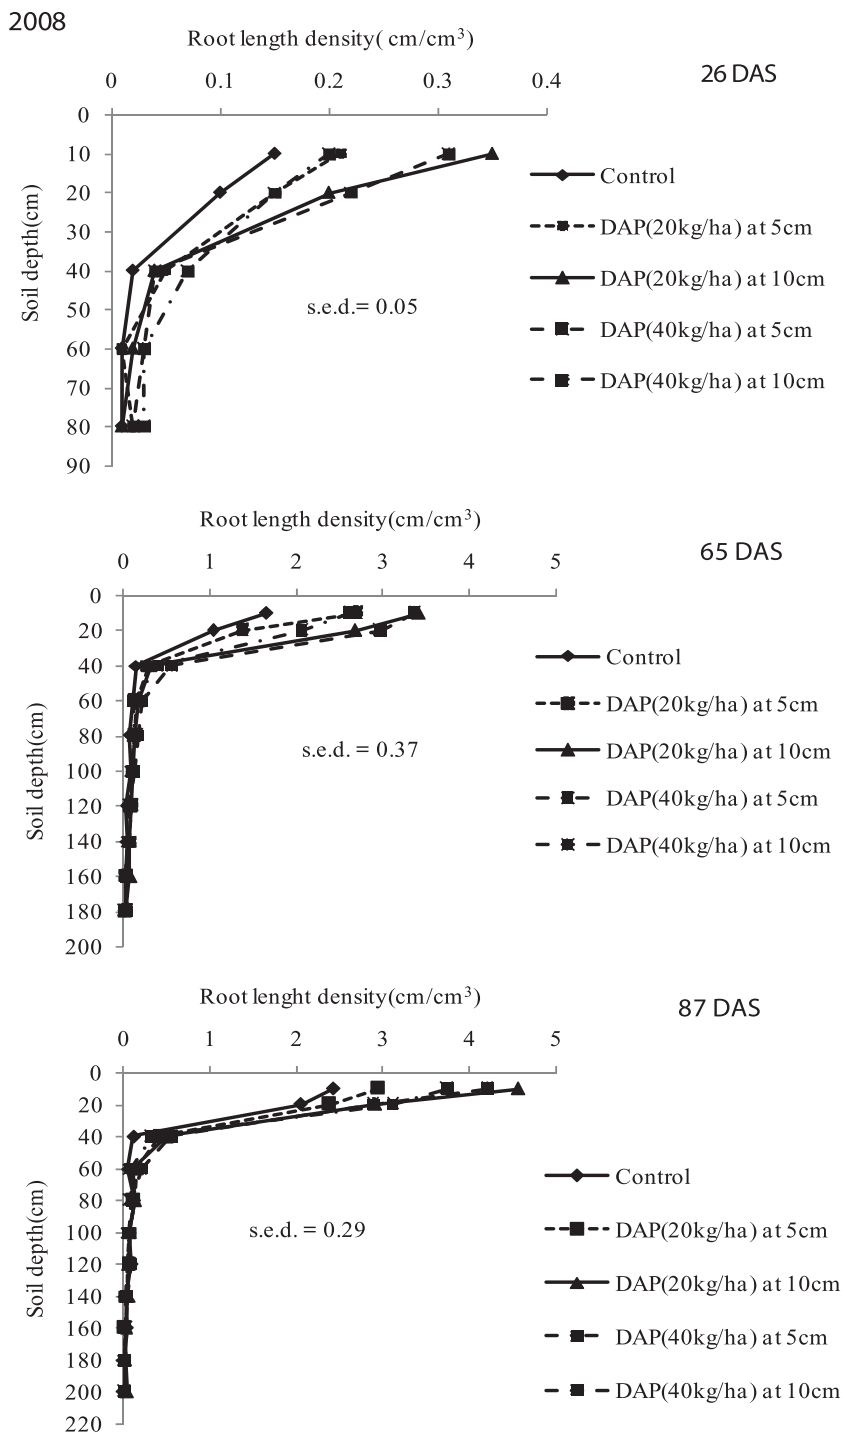 2008
Root length density( cm/cm³)
26 DAS
0 0.1 0.2 0.3 0.4
0
10
20
30
40
50
60
70
80
90
Soil depth(cm)
Control
DAP(20kg/ha) at 5cm
DAP(20kg/ha) at 10cm
DAP(40kg/ha) at 5cm
DAP(40kg/ha) at 10cm
s.e.d.= 0.05
Root length density(cm/cm³)
65 DAS
0 1 2 3 4 5
0
20
40
60
80
100
120
140
160
180
200
Soil depth(cm)
Control
DAP(20kg/ha) at 5cm
DAP(20kg/ha) at 10cm
DAP(40kg/ha) at 5cm
DAP(40kg/ha) at 10cm
s.e.d. = 0.37
Root lenght density(cm/cm³)
87 DAS
0 1 2 3 4 5
0
20
40
60
80
100
120
140
160
180
200
220
Soil depth(cm)
Control
DAP(20kg/ha) at 5cm
DAP(20kg/ha) at 10cm
DAP(40kg/ha) at 5cm
DAP(40kg/ha) at 10cm
s.e.d. = 0.29